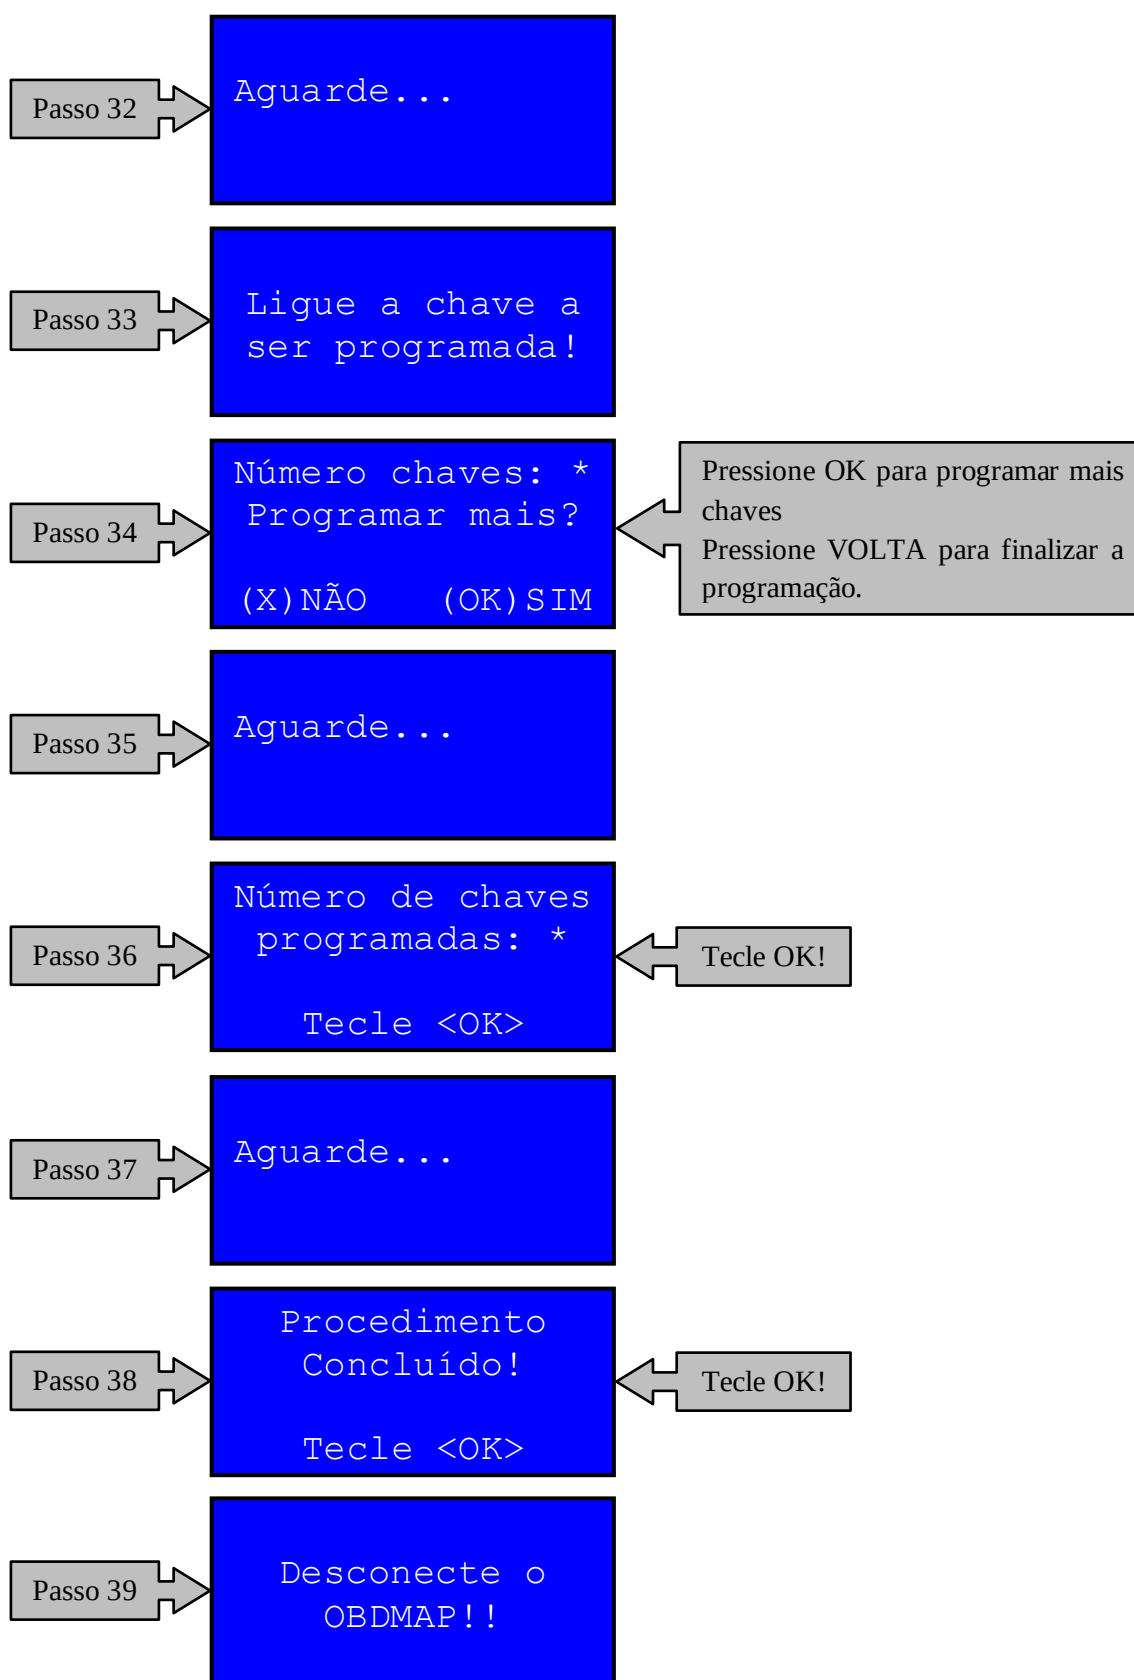 Passo 32
Aguarde...
Passo 33
Ligue a chave a
ser programada!
Passo 34
Número chaves: *
Programar mais?
(X)NÃO (OK)SIM
Pressione OK para programar mais
chaves
Pressione VOLTA para finalizar a
programação.
Passo 35
Aguarde...
Passo 36
Número de chaves
programadas: *
Tecle <OK>
Tecle OK!
Passo 37
Aguarde...
Passo 38
Procedimento
Concluído!
Tecle <OK>
Tecle OK!
Passo 39
Desconecte o
OBDMAP!!